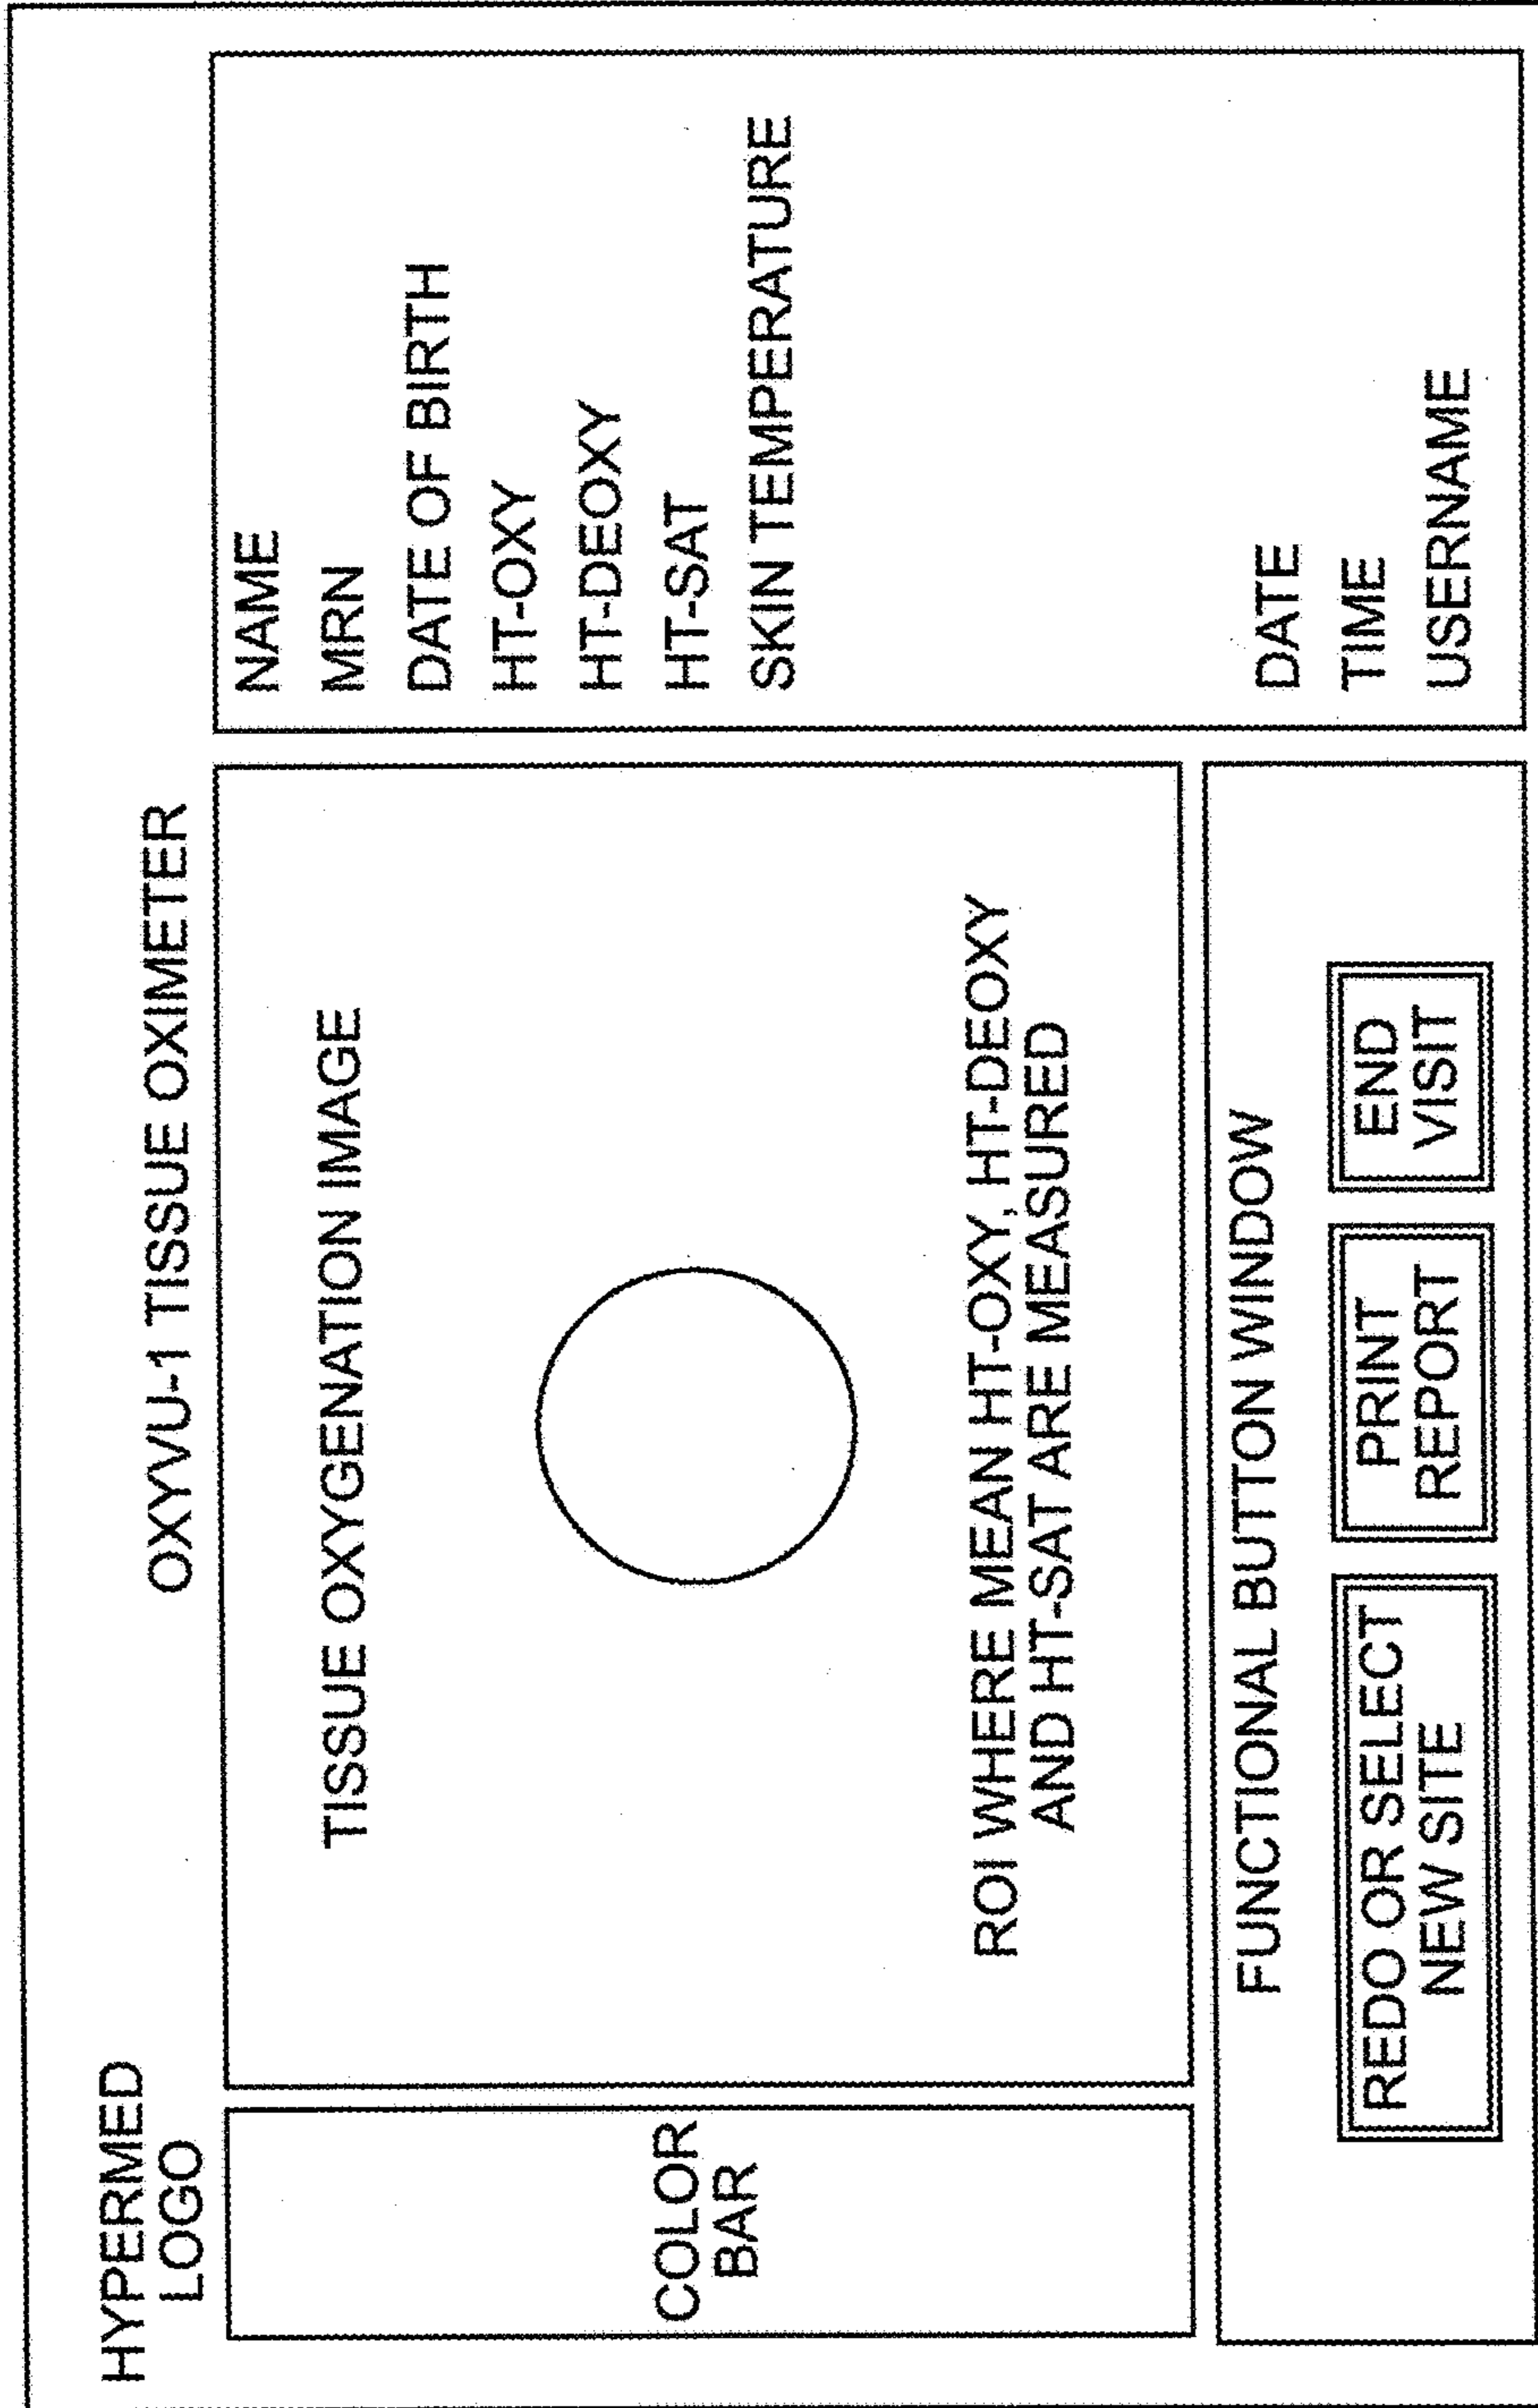 HYPERMED
LOGO
OXYVU-1 TISSUE OXIMETER
COLOR
BAR
TISSUE OXYGENATION IMAGE
ROI WHERE MEAN HT-OXY, HT-DEOXY
AND HT-SAT ARE MEASURED
NAME
MRN
DATE OF BIRTH
HT-OXY
HT-DEOXY
HT-SAT
SKIN TEMPERATURE
DATE
TIME
USERNAME
FUNCTIONAL BUTTON WINDOW
REDO OR SELECT
NEW SITE
PRINT
REPORT
END
VISIT